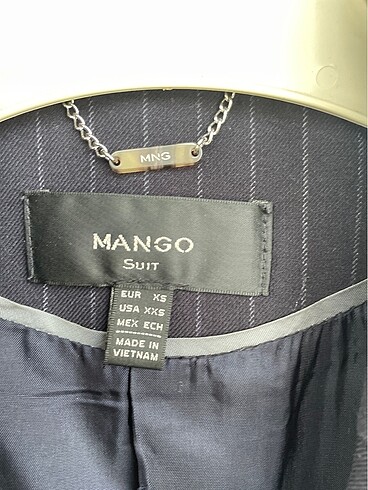 MNG
MANGO
SUIT
EUR XS
USA XXS
MEX ECH
MADE IN
VIETNAM